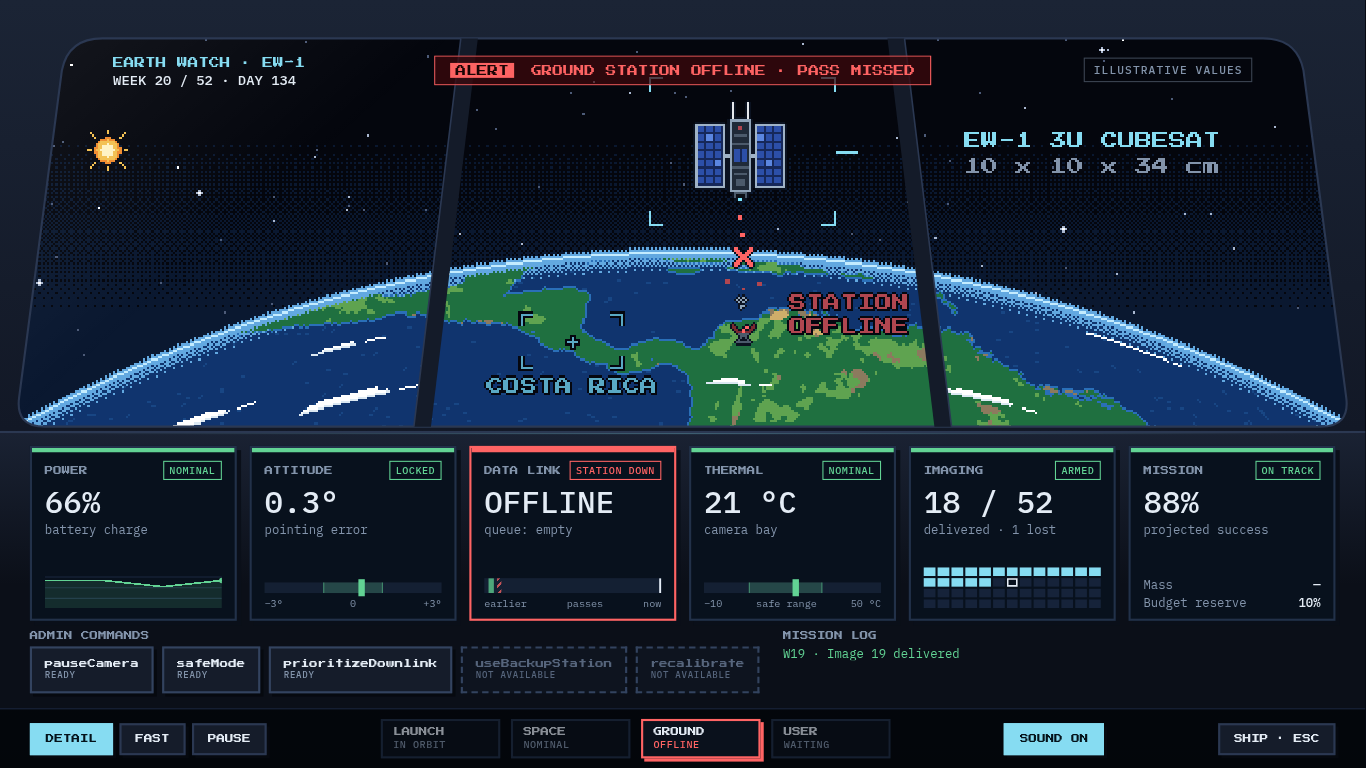 EARTH WATCH · EW-1
WEEK 20 / 52 · DAY 134
ALERT GROUND STATION OFFLINE · PASS MISSED
ILLUSTRATIVE VALUES
EW-1 3U CUBESAT
10 x 10 x 34 cm
STATION
OFFLINE
COSTA RICA
POWER NOMINAL
66%
battery charge
ATTITUDE LOCKED
0.3°
pointing error
−3° 0 +3°
DATA LINK STATION DOWN
OFFLINE
queue: empty
earlier passes now
THERMAL NOMINAL
21 °C
camera bay
−10 safe range 50 °C
IMAGING ARMED
18 / 52
delivered · 1 lost
MISSION ON TRACK
88%
projected success
Mass —
Budget reserve 10%
ADMIN COMMANDS
pauseCamera
READY
safeMode
READY
prioritizeDownlink
READY
useBackupStation
NOT AVAILABLE
recalibrate
NOT AVAILABLE
MISSION LOG
W19 · Image 19 delivered
DETAIL
FAST
PAUSE
LAUNCH
IN ORBIT
SPACE
NOMINAL
GROUND
OFFLINE
USER
WAITING
SOUND ON
SHIP · ESC